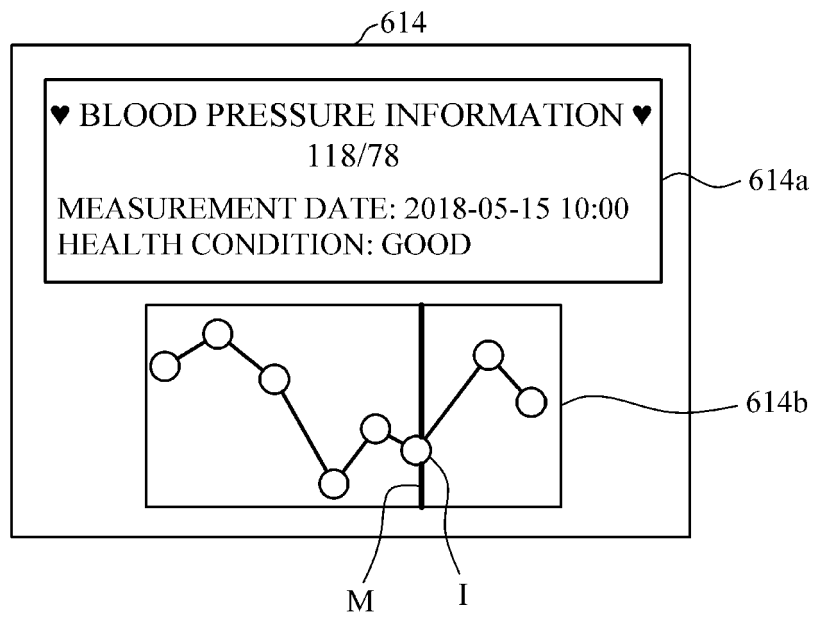 614
♥ BLOOD PRESSURE INFORMATION ♥
118/78
614a
MEASUREMENT DATE: 2018-05-15 10:00
HEALTH CONDITION: GOOD
614b
M
I